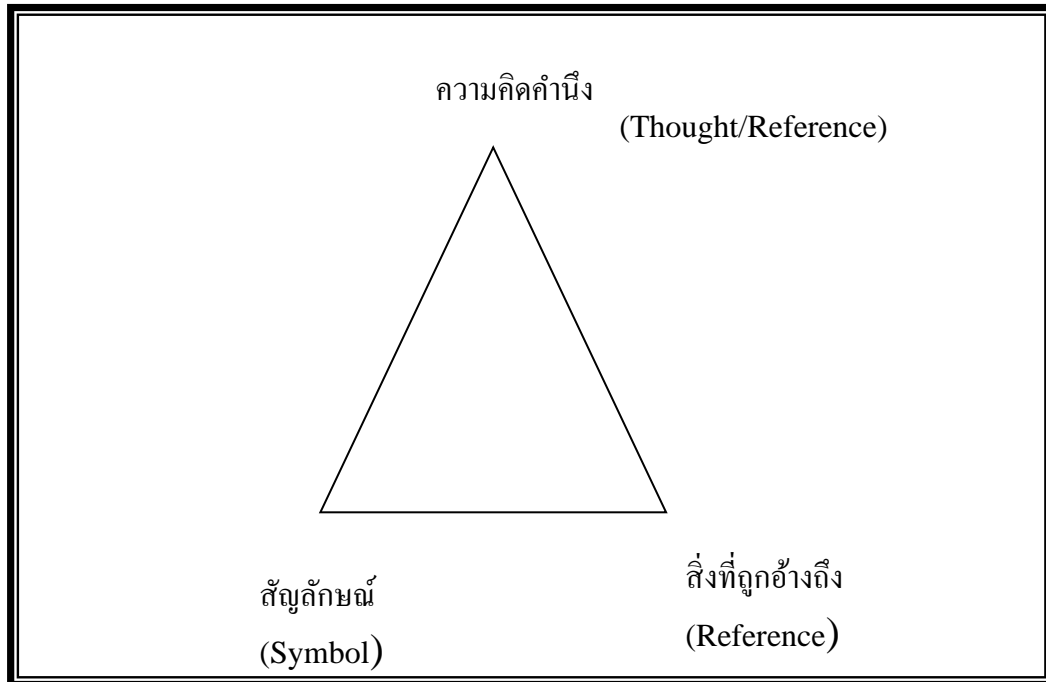 ความคิดคำนึง
(Thought/Reference)
สัญลักษณ์
(Symbol)
สิ่งที่ถูกอ้างถึง
(Reference)